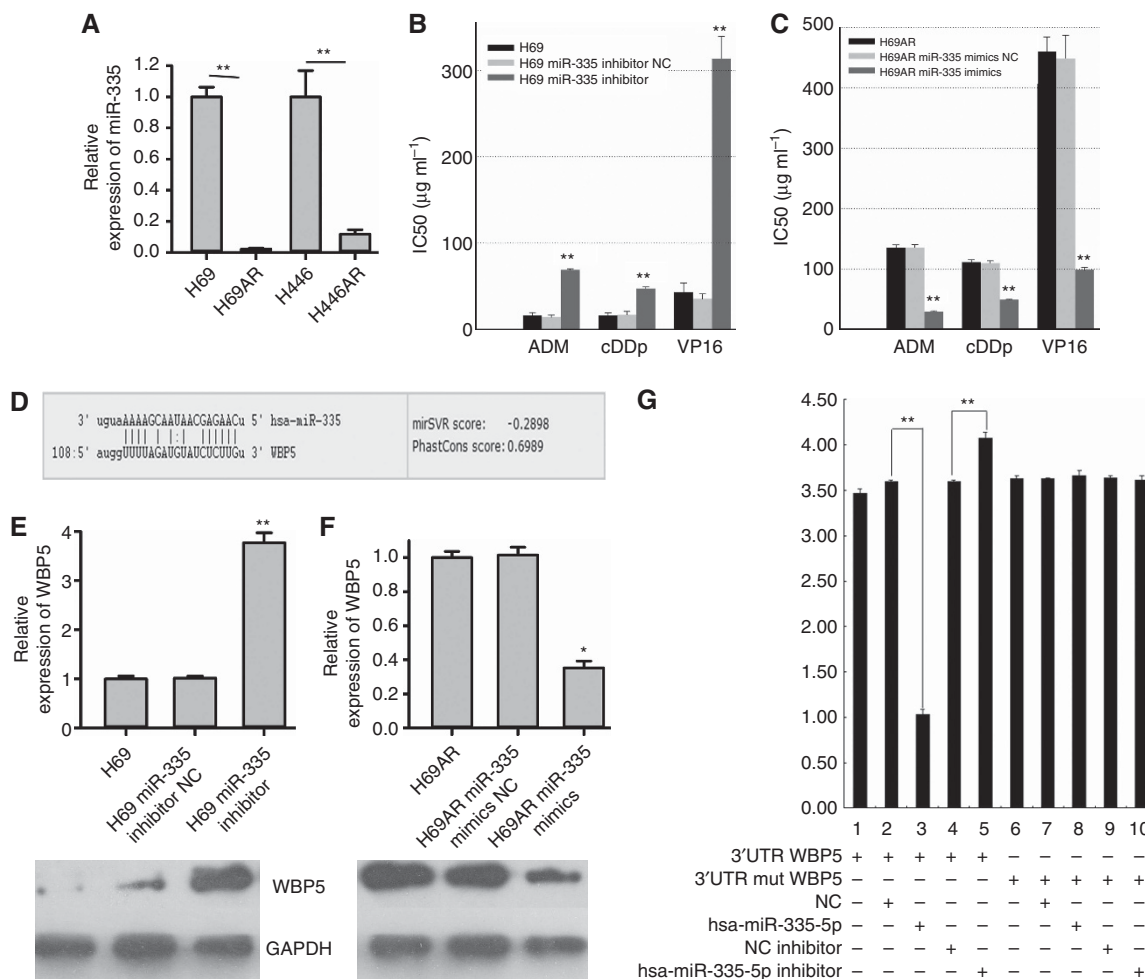 A
Relative
expression of miR-335
1.2
1.0
0.8
0.6
0.4
0.2
0.0
**
**
H69
H69AR
H446
H446AR
B
H69
H69 miR-335 inhibitor NC
H69 miR-335 inhibitor
IC50 (µg ml−1)
300
200
100
0
**
**
**
ADM
cDDp
VP16
C
H69AR
H69AR miR-335 mimics NC
H69AR miR-335 imimics
IC50 (µg ml−1)
500
400
300
200
100
0
**
**
**
ADM
cDDp
VP16
D
3' uguaAAAAGCAAUAACGAGAACu 5' hsa-miR-335
|||| | |:| ||||||
108:5' auggUUUUAGAUGUAUCUCUUGu 3' WBP5
mirSVR score: -0.2898
PhastCons score: 0.6989
E
Relative
expression of WBP5
4
4
2
1
0
**
H69
H69 miR-335
inhibitor NC
H69 miR-335
inhibitor
F
Relative
expression of WBP5
1.0
0.8
0.6
0.4
0.2
0.0
*
H69AR
H69AR miR-335
mimics NC
H69AR miR-335
mimics
WBP5
GAPDH
G
4.50
4.00
3.50
3.00
2.50
2.00
1.50
1.00
0.50
0.00
**
**
1 2 3 4 5 6 7 8 9 10
3′UTR WBP5 + + + + + − − − − −
3′UTR mut WBP5 − − − − − + + + + +
NC − + − − − − + − − −
hsa-miR-335-5p − − + − − − − + − −
NC inhibitor − − − + − − − − + −
hsa-miR-335-5p inhibitor − − − − + − − − − +